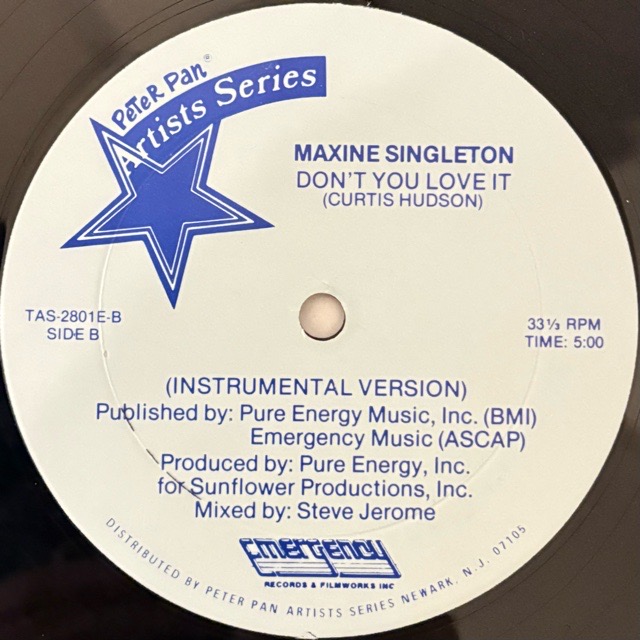 Peter Pan®
Artists Series
MAXINE SINGLETON
DON'T YOU LOVE IT
(CURTIS HUDSON)
TAS-2801E-B
SIDE B
33⅓ RPM
TIME: 5:00
(INSTRUMENTAL VERSION)
Published by: Pure Energy Music, Inc. (BMI)
Emergency Music (ASCAP)
Produced by: Pure Energy, Inc.
for Sunflower Productions, Inc.
Mixed by: Steve Jerome
emergency
RECORDS & FILMWORKS INC
DISTRIBUTED BY PETER PAN ARTISTS SERIES NEWARK. N.J. 07105